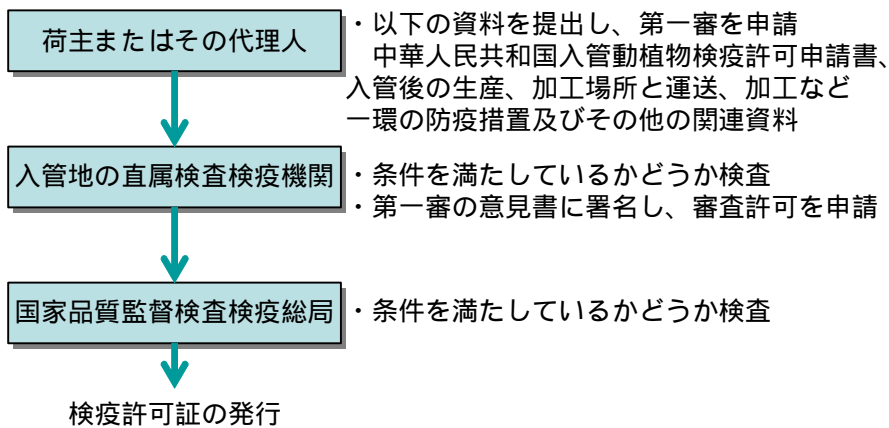 荷主またはその代理人
・以下の資料を提出し、第一審を申請
中華人民共和国入管動植物検疫許可申請書、
入管後の生産、加工場所と運送、加工など
一環の防疫措置及びその他の関連資料
入管地の直属検査検疫機関
・条件を満たしているかどうか検査
・第一審の意見書に署名し、審査許可を申請
国家品質監督検査検疫総局
・条件を満たしているかどうか検査
検疫許可証の発行